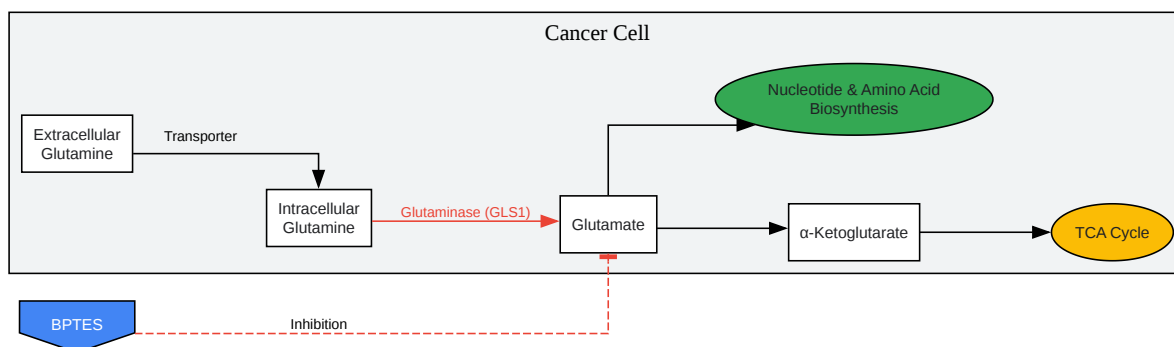 Cancer Cell
Nucleotide & Amino Acid
Biosynthesis
Extracellular
Glutamine
Transporter
Intracellular
Glutamine
Glutaminase (GLS1)
Glutamate
α-Ketoglutarate
TCA Cycle
BPTES
Inhibition